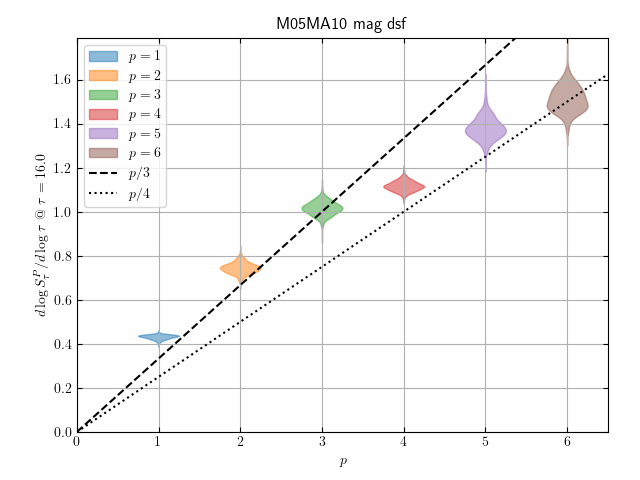 M05MA10 mag dsf
p = 1
p = 2
p = 3
p = 4
p = 5
p = 6
p/3
p/4
d log S_τ^P / d log τ @ τ = 16.0
1.6
1.4
1.2
1.0
0.8
0.6
0.4
0.2
0.0
0 1 2 3 4 5 6
p